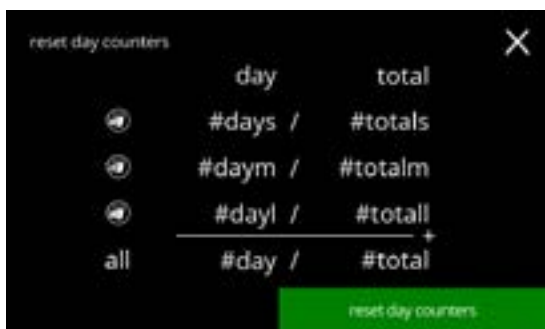 reset day counters
day total
#days / #totals
#daym / #totalm
#dayl / #totall
+
all #day / #total
reset day counters